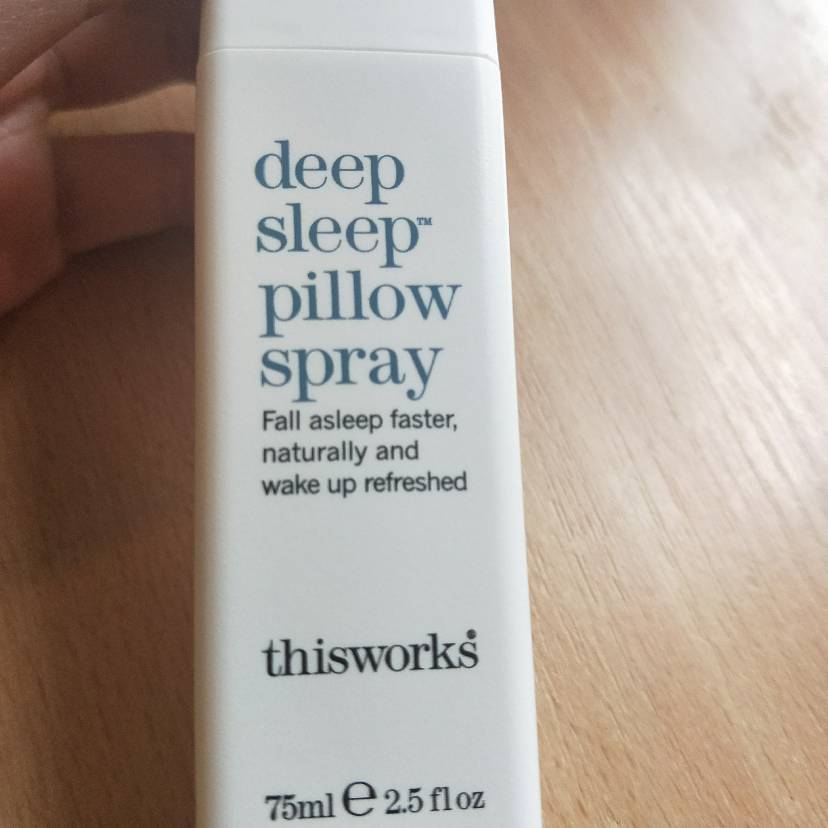 deep
sleep™
pillow
spray
Fall asleep faster,
naturally and
wake up refreshed
thisworks®
75ml ℮ 2.5 fl oz